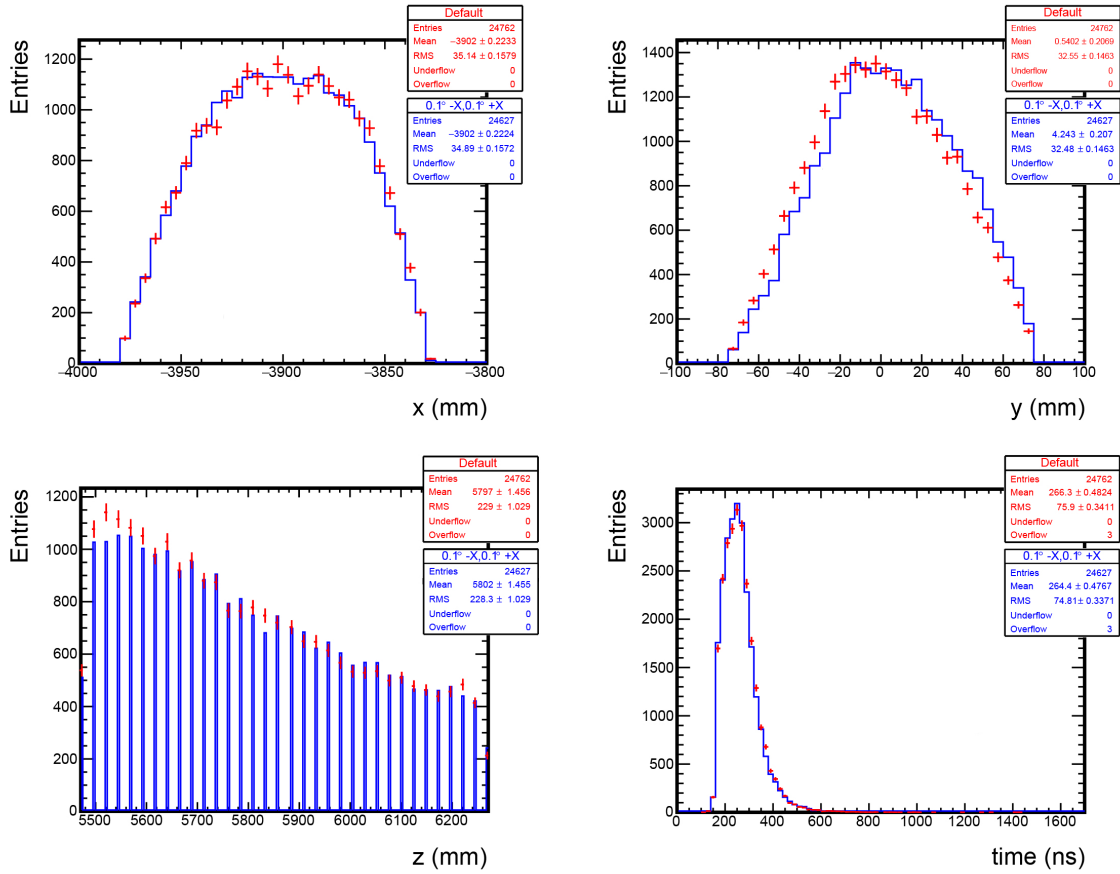 Default
Entries 24762
Mean −3902 ± 0.2233
RMS 35.14 ± 0.1579
Underflow 0
Overflow 0
0.1° -X,0.1° +X
Entries 24627
Mean −3902 ± 0.2224
RMS 34.89 ± 0.1572
Underflow 0
Overflow 0
Entries
1200
1000
800
600
400
200
0
−4000 −3950 −3900 −3850 −3800
x (mm)
Default
Entries 24762
Mean 0.5402 ± 0.2069
RMS 32.55 ± 0.1463
Underflow 0
Overflow 0
0.1° -X,0.1° +X
Entries 24627
Mean 4.243 ± 0.207
RMS 32.48 ± 0.1463
Underflow 0
Overflow 0
Entries
1400
1200
1000
800
600
400
200
0
−100 −80 −60 −40 −20 0 20 40 60 80 100
y (mm)
Default
Entries 24762
Mean 5797 ± 1.456
RMS 229 ± 1.029
Underflow 0
Overflow 0
0.1° -X,0.1° +X
Entries 24627
Mean 5802 ± 1.455
RMS 228.3 ± 1.029
Underflow 0
Overflow 0
Entries
1200
1000
800
600
400
200
0
5500 5600 5700 5800 5900 6000 6100 6200
z (mm)
Default
Entries 24762
Mean 266.3 ± 0.4824
RMS 75.9 ± 0.3411
Underflow 0
Overflow 3
0.1° -X,0.1° +X
Entries 24627
Mean 264.4 ± 0.4767
RMS 74.81 ± 0.3371
Underflow 0
Overflow 3
Entries
3000
2500
2000
1500
1000
500
0
0 200 400 600 800 1000 1200 1400 1600
time (ns)